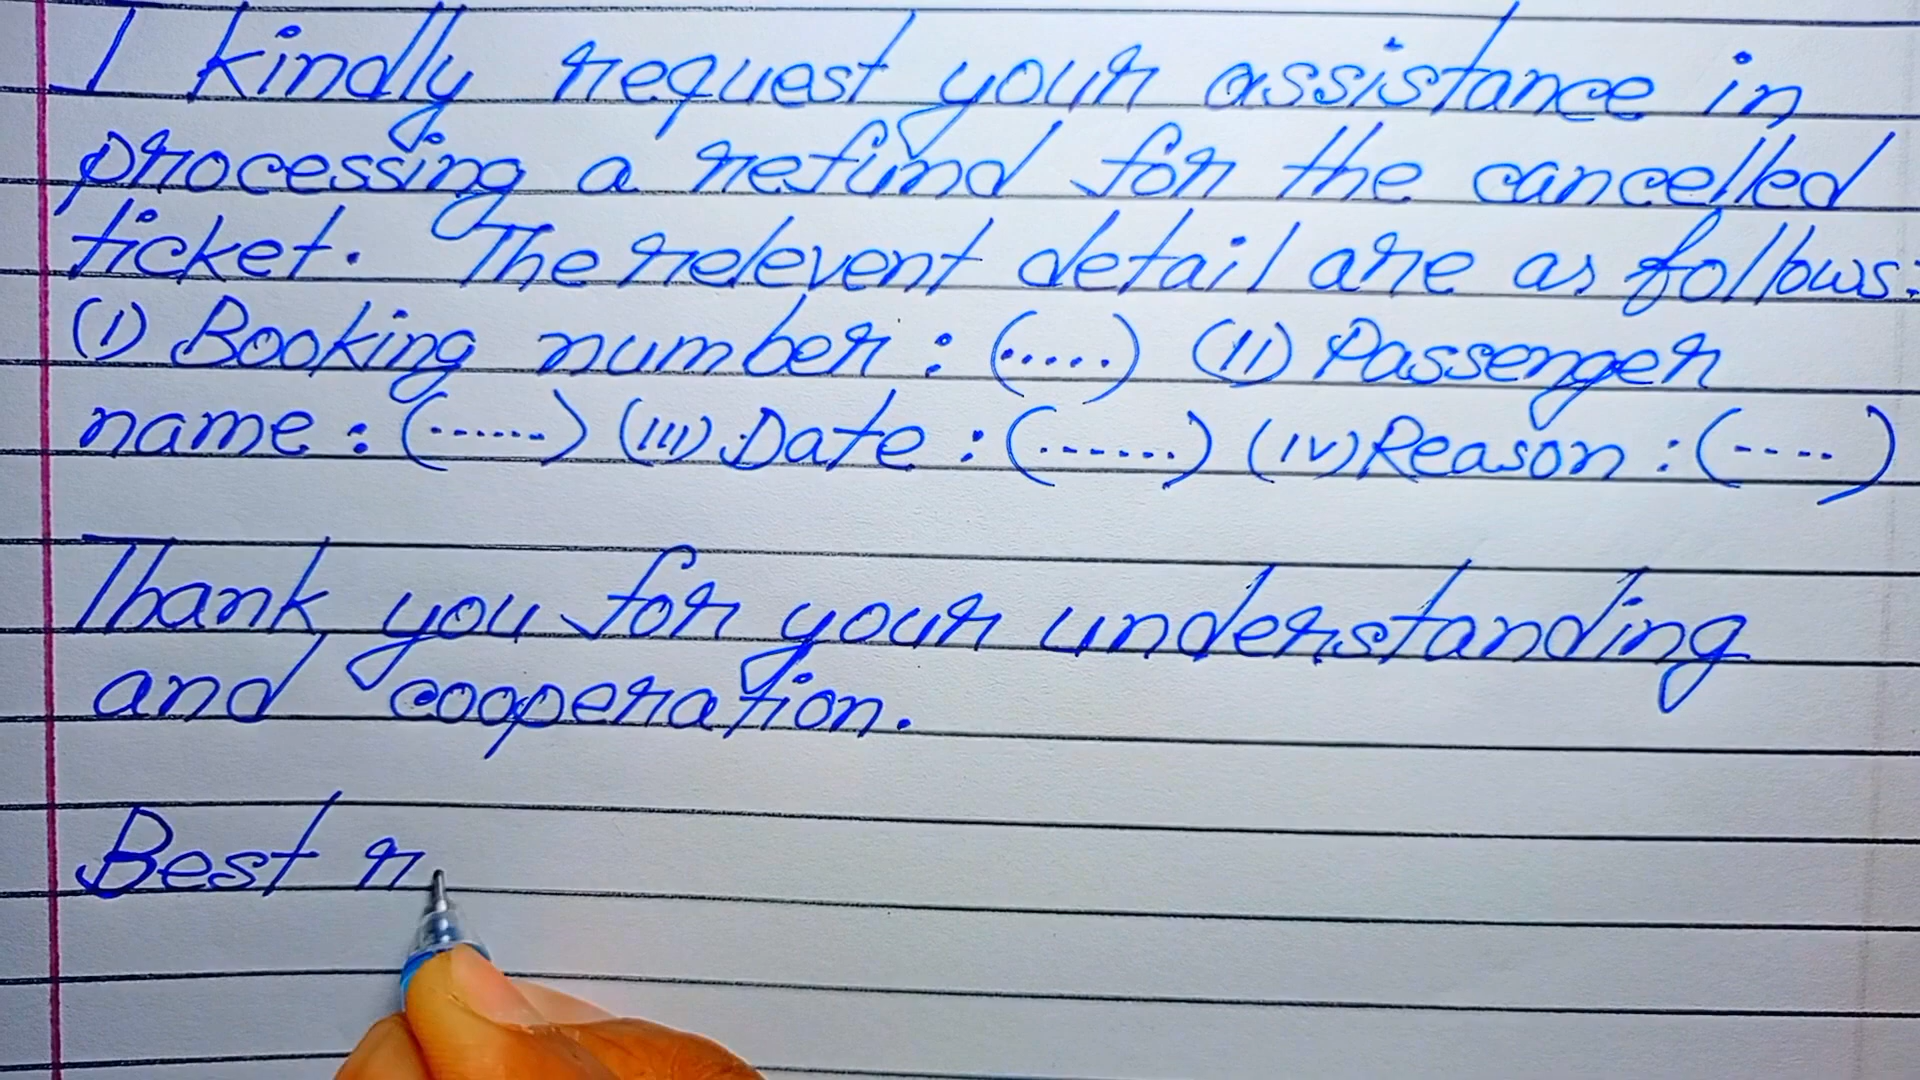 I kindly request your assistance in
processing a refund for the cancelled
ticket. The relevent detail are as follows:
(I) Booking number : (.....) (II) Passenger
name : (......) (III) Date : (.......) (IV) Reason : (----)
Thank you for your understanding
and cooperation.
Best r